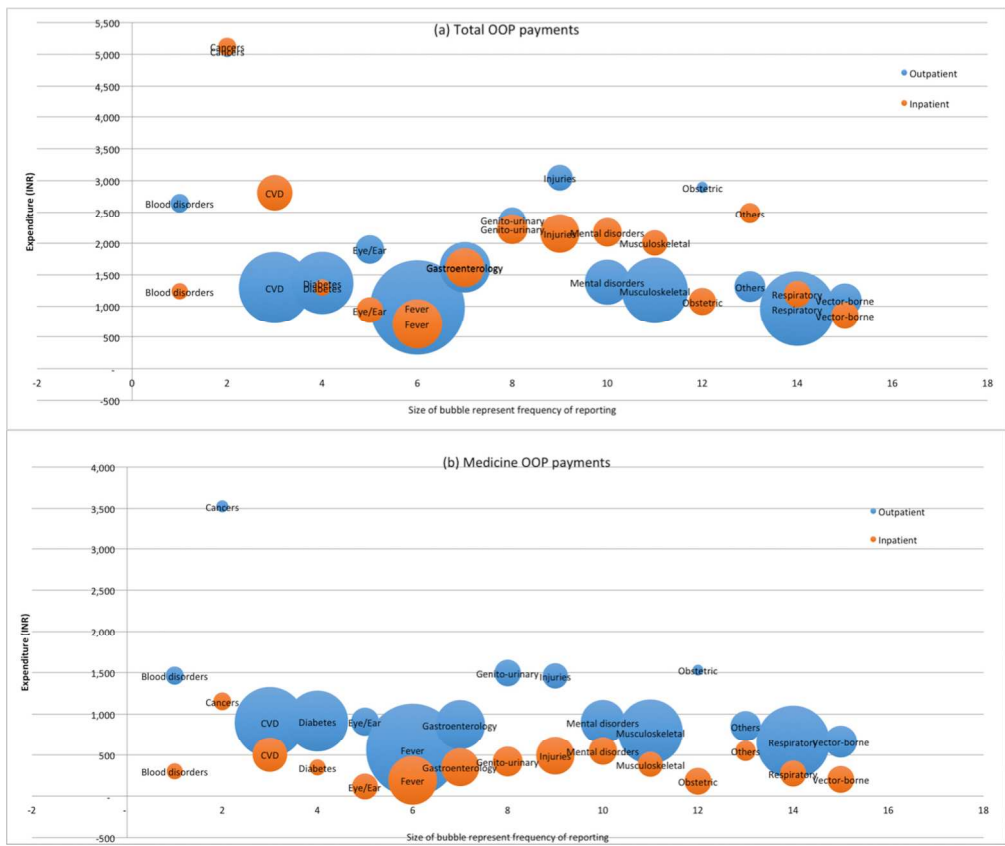 (a) Total OOP payments
5,500
5,000
4,500
4,000
3,500
3,000
2,500
2,000
1,500
1,000
500
-
-500
Expenditure (INR)
-2
0
2
4
6
8
10
12
14
16
18
Size of bubble represent frequency of reporting
Outpatient
Inpatient
Cancers
Cancers
CVD
Blood disorders
Injuries
Obstetric
Genito-urinary
Genito-urinary
Injuries
Mental disorders
Others
Musculoskeletal
Eye/Ear
Gastroenterology
CVD
Diabetes
Diabetes
Blood disorders
Eye/Ear
Fever
Fever
Mental disorders
Musculoskeletal
Obstetric
Others
Respiratory
Respiratory
Vector-borne
Vector-borne
(b) Medicine OOP payments
4,000
3,500
3,000
2,500
2,000
1,500
1,000
500
-
-500
Expenditure (INR)
-2
-
2
4
6
8
10
12
14
16
18
Size of bubble represent frequency of reporting
Outpatient
Inpatient
Cancers
Blood disorders
Genito-urinary
Injuries
Obstetric
Cancers
CVD
Diabetes
Eye/Ear
Gastroenterology
Mental disorders
Musculoskeletal
Others
Fever
Respiratory
Vector-borne
CVD
Blood disorders
Diabetes
Eye/Ear
Fever
Gastroenterology
Genito-urinary
Injuries
Mental disorders
Musculoskeletal
Obstetric
Others
Respiratory
Vector-borne